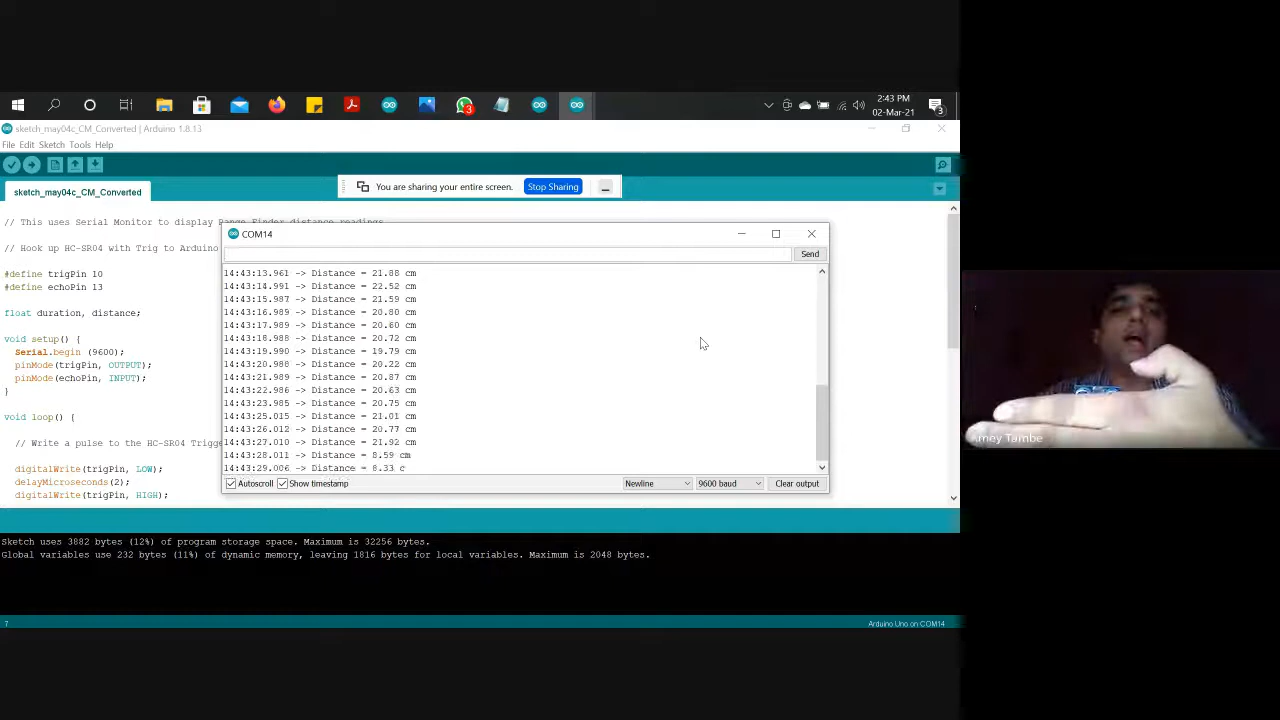 3
2:43 PM
02-Mar-21
5
sketch_may04c_CM_Converted | Arduino 1.8.13
File Edit Sketch Tools Help
You are sharing your entire screen.
Stop Sharing
sketch_may04c_CM_Converted
// This uses Serial Monitor to display Range Finder distance readings
COM14
// Hook up HC-SR04 with Trig to Arduino
Send
#define trigPin 10
#define echoPin 13
float duration, distance;
void setup() {
Serial.begin (9600);
pinMode(trigPin, OUTPUT);
pinMode(echoPin, INPUT);
}
void loop() {
// Write a pulse to the HC-SR04 Trigge
digitalWrite(trigPin, LOW);
delayMicroseconds(2);
digitalWrite(trigPin, HIGH);
14:43:13.961 -> Distance = 21.88 cm
14:43:14.991 -> Distance = 22.52 cm
14:43:15.987 -> Distance = 21.59 cm
14:43:16.989 -> Distance = 20.80 cm
14:43:17.989 -> Distance = 20.60 cm
14:43:18.988 -> Distance = 20.72 cm
14:43:19.990 -> Distance = 19.79 cm
14:43:20.988 -> Distance = 20.22 cm
14:43:21.989 -> Distance = 20.87 cm
14:43:22.986 -> Distance = 20.63 cm
14:43:23.985 -> Distance = 20.75 cm
14:43:25.015 -> Distance = 21.01 cm
14:43:26.012 -> Distance = 20.77 cm
14:43:27.010 -> Distance = 21.92 cm
14:43:28.011 -> Distance = 8.59 cm
14:43:29.006 -> Distance = 8.33 c
Autoscroll Show timestamp Newline 9600 baud Clear output
Amey Tambe
Sketch uses 3882 bytes (12%) of program storage space. Maximum is 32256 bytes.
Global variables use 232 bytes (11%) of dynamic memory, leaving 1816 bytes for local variables. Maximum is 2048 bytes.
7
Arduino Uno on COM14